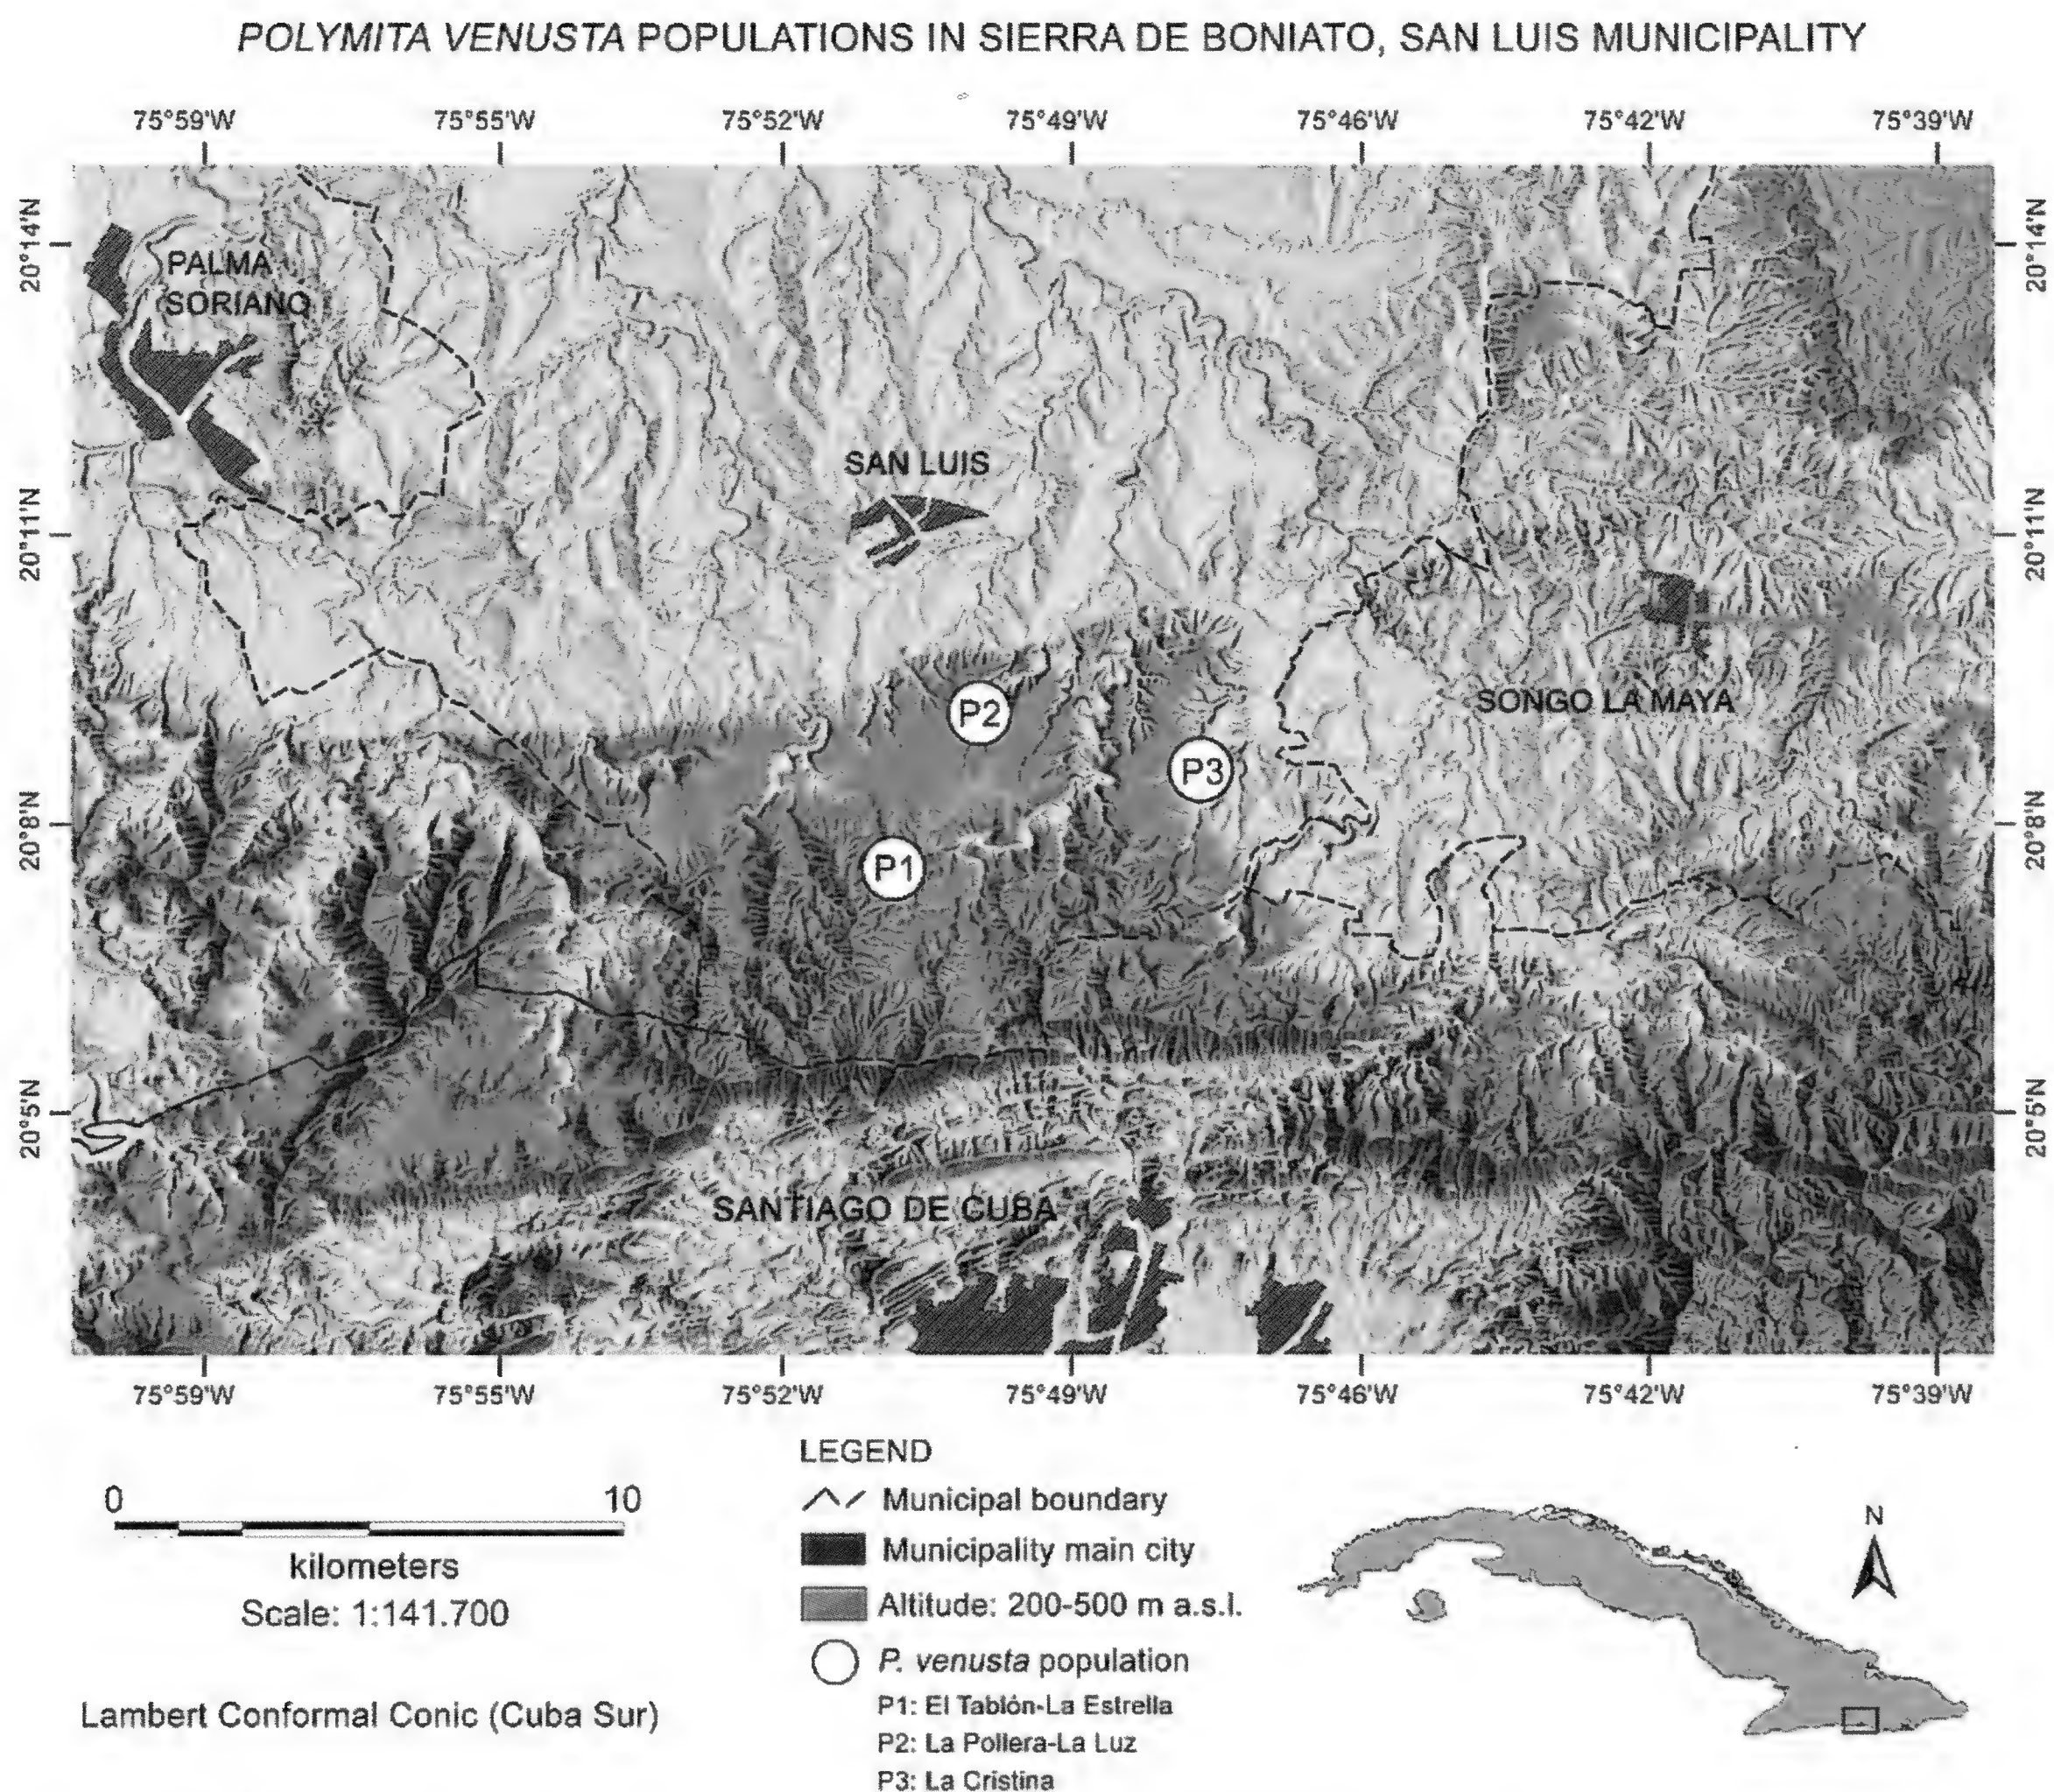 POLYMITA VENUSTA POPULATIONS IN SIERRA DE BONIATO, SAN LUIS MUNICIPALITY
75°59'W 75°55'W 75°52'W 75°49'W 75°46'W 75°42'W 75°39'W
20°14'N
20°14'N
PALMA
SORIANO
SAN LUIS
20°11'N
20°11'N
SONGO LA MAYA
P2
P3
20°8'N
20°8'N
P1
20°5'N
20°5'N
SANTIAGO DE CUBA
75°59'W 75°55'W 75°52'W 75°49'W 75°46'W 75°42'W 75°39'W
0 10
kilometers
Scale: 1:141.700
Lambert Conformal Conic (Cuba Sur)
LEGEND
Municipal boundary
Municipality main city
Altitude: 200-500 m a.s.l.
P. venusta population
P1: El Tablón-La Estrella
P2: La Pollera-La Luz
P3: La Cristina
N